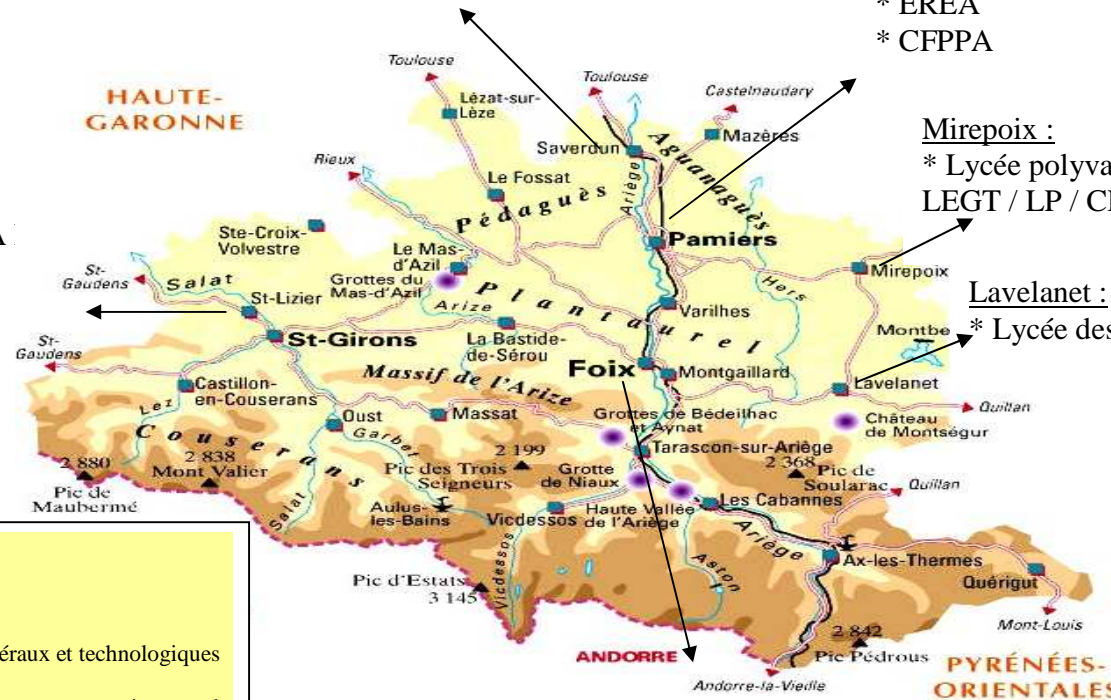 * EREA
* CFPPA
Toulouse
Toulouse
Castelnaudary
HAUTE-
GARONNE
Lézat-sur-
Lèze
Mazères
Mirepoix :
* Lycée polyva
LEGT / LP /
Saverdun
Aguanaguès
Rieux
Ariège
Le Fossat
Pédaguès
Ste-Croix-
Volvestre
Pamiers
Le Mas-
d'Azil
Grottes du
Mas-d'Azil
St-
Gaudens
Salat
Mirepoix
Hers
St-Lizier
Arize
Plantaurel
Varilhes
Lavelanet :
* Lycée des
St-
Gaudens
St-Girons
La Bastide-
de-Sérou
Montbe
Foix
Montgaillard
Massif de l'Arize
Castillon-
en-Couserans
Lavelanet
Quillan
Lez
Oust
Massat
Grottes de Bédeilhac
et Aynat
Château
de Montségur
Couserans
Garbet
Tarascon-sur-Ariège
2 880
Pic de
Maubermé
2 838
Mont Valier
2 199
Pic des Trois
Seigneurs
Grotte
de Niaux
2 368
Pic de
Soularac
Quillan
Salat
Aulus-
les-Bains
Vicdessos
Haute Vallée
de l'Ariège
Les Cabannes
Ariège
Aston
Ax-les-Thermes
Quérigut
Pic d'Estats
3 145
Vicdessos
Mont-Louis
éraux et technologiques
2 842
Pic Pédrous
ANDORRE
PYRÉNÉES-
ORIENTALES
Andorre-la-Vieille